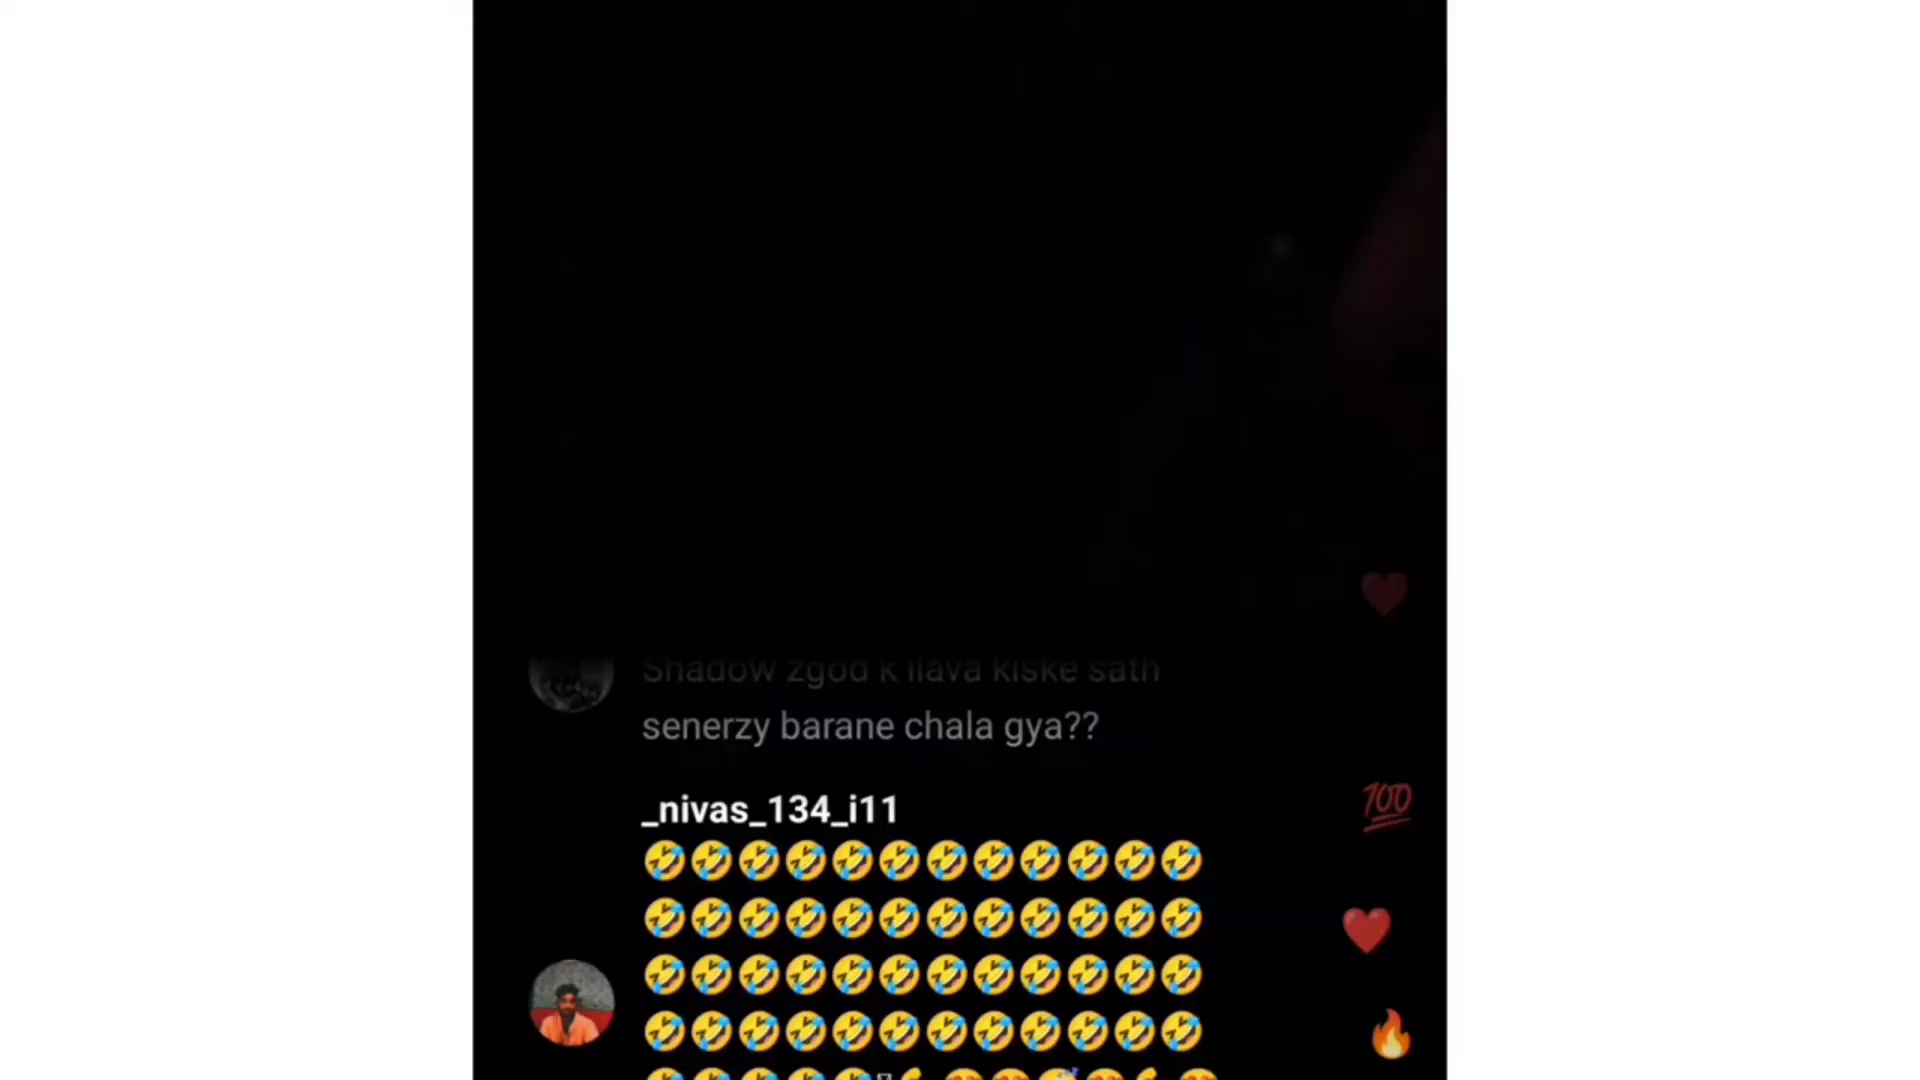 Shadow zgod k ilava kiske sath
senerzy barane chala gya??
_nivas_134_i11
🤣🤣🤣🤣🤣🤣🤣🤣🤣🤣🤣🤣
🤣🤣🤣🤣🤣🤣🤣🤣🤣🤣🤣🤣
🤣🤣🤣🤣🤣🤣🤣🤣🤣🤣🤣🤣
🤣🤣🤣🤣🤣🤣🤣🤣🤣🤣🤣🤣